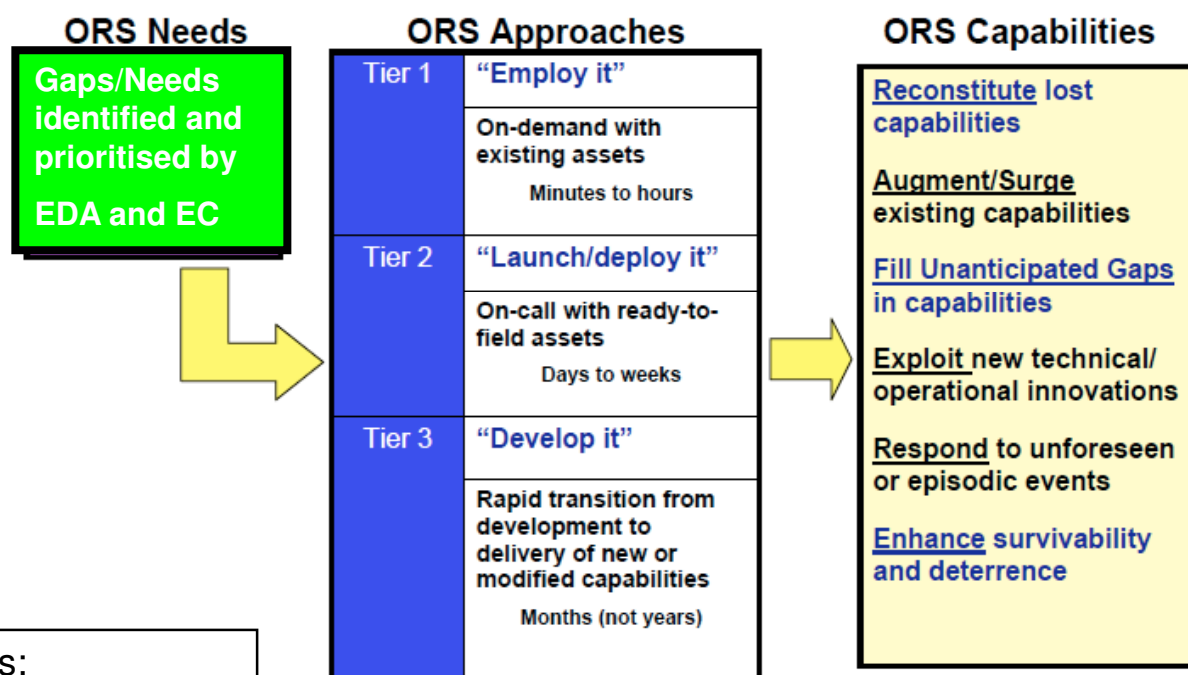 ORS Needs
Gaps/Needs
identified and
prioritised by
EDA and EC
ORS Approaches
Tier 1
“Employ it”
On-demand with
existing assets
Minutes to hours
Tier 2
“Launch/deploy it”
On-call with ready-to-
field assets
Days to weeks
Tier 3
“Develop it”
Rapid transition from
development to
delivery of new or
modified capabilities
Months (not years)
ORS Capabilities
Reconstitute lost
capabilities
Augment/Surge
existing capabilities
Fill Unanticipated Gaps
in capabilities
Exploit new technical/
operational innovations
Respond to unforeseen
or episodic events
Enhance survivability
and deterrence